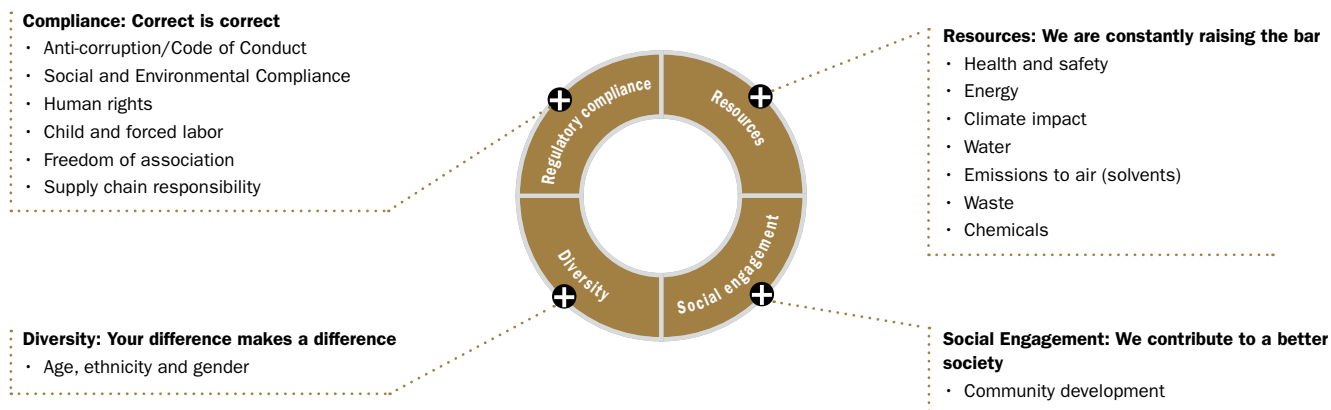 Compliance: Correct is correct
· Anti-corruption/Code of Conduct
· Social and Environmental Compliance
· Human rights
· Child and forced labor
· Freedom of association
· Supply chain responsibility
Regulatory compliance
Resources
Resources: We are constantly raising the bar
· Health and safety
· Energy
· Climate impact
· Water
· Emissions to air (solvents)
· Waste
· Chemicals
Diversity
Social engagement
Diversity: Your difference makes a difference
· Age, ethnicity and gender
Social Engagement: We contribute to a better
society
· Community development